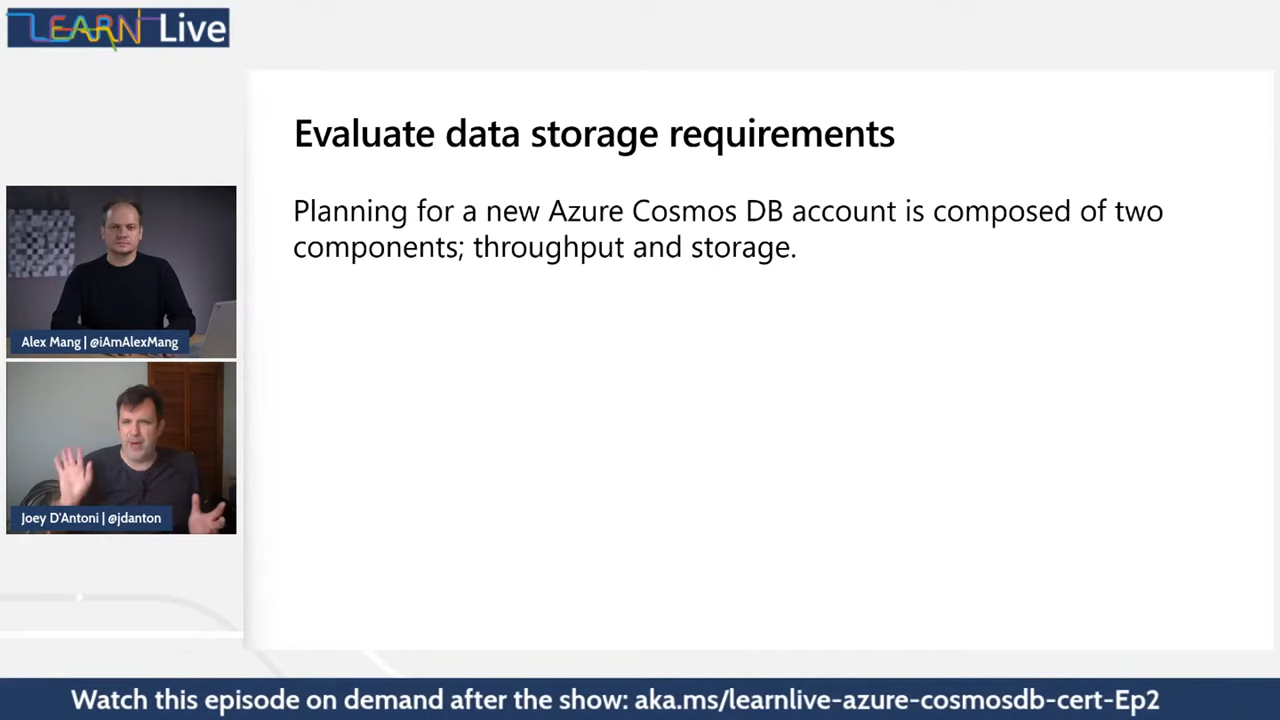 LEARN Live
Evaluate data storage requirements
Planning for a new Azure Cosmos DB account is composed of two
components; throughput and storage.
Alex Mang | @iAmAlexMang
Joey D'Antoni | @jdanton
Watch this episode on demand after the show: aka.ms/learnlive-azure-cosmosdb-cert-Ep2